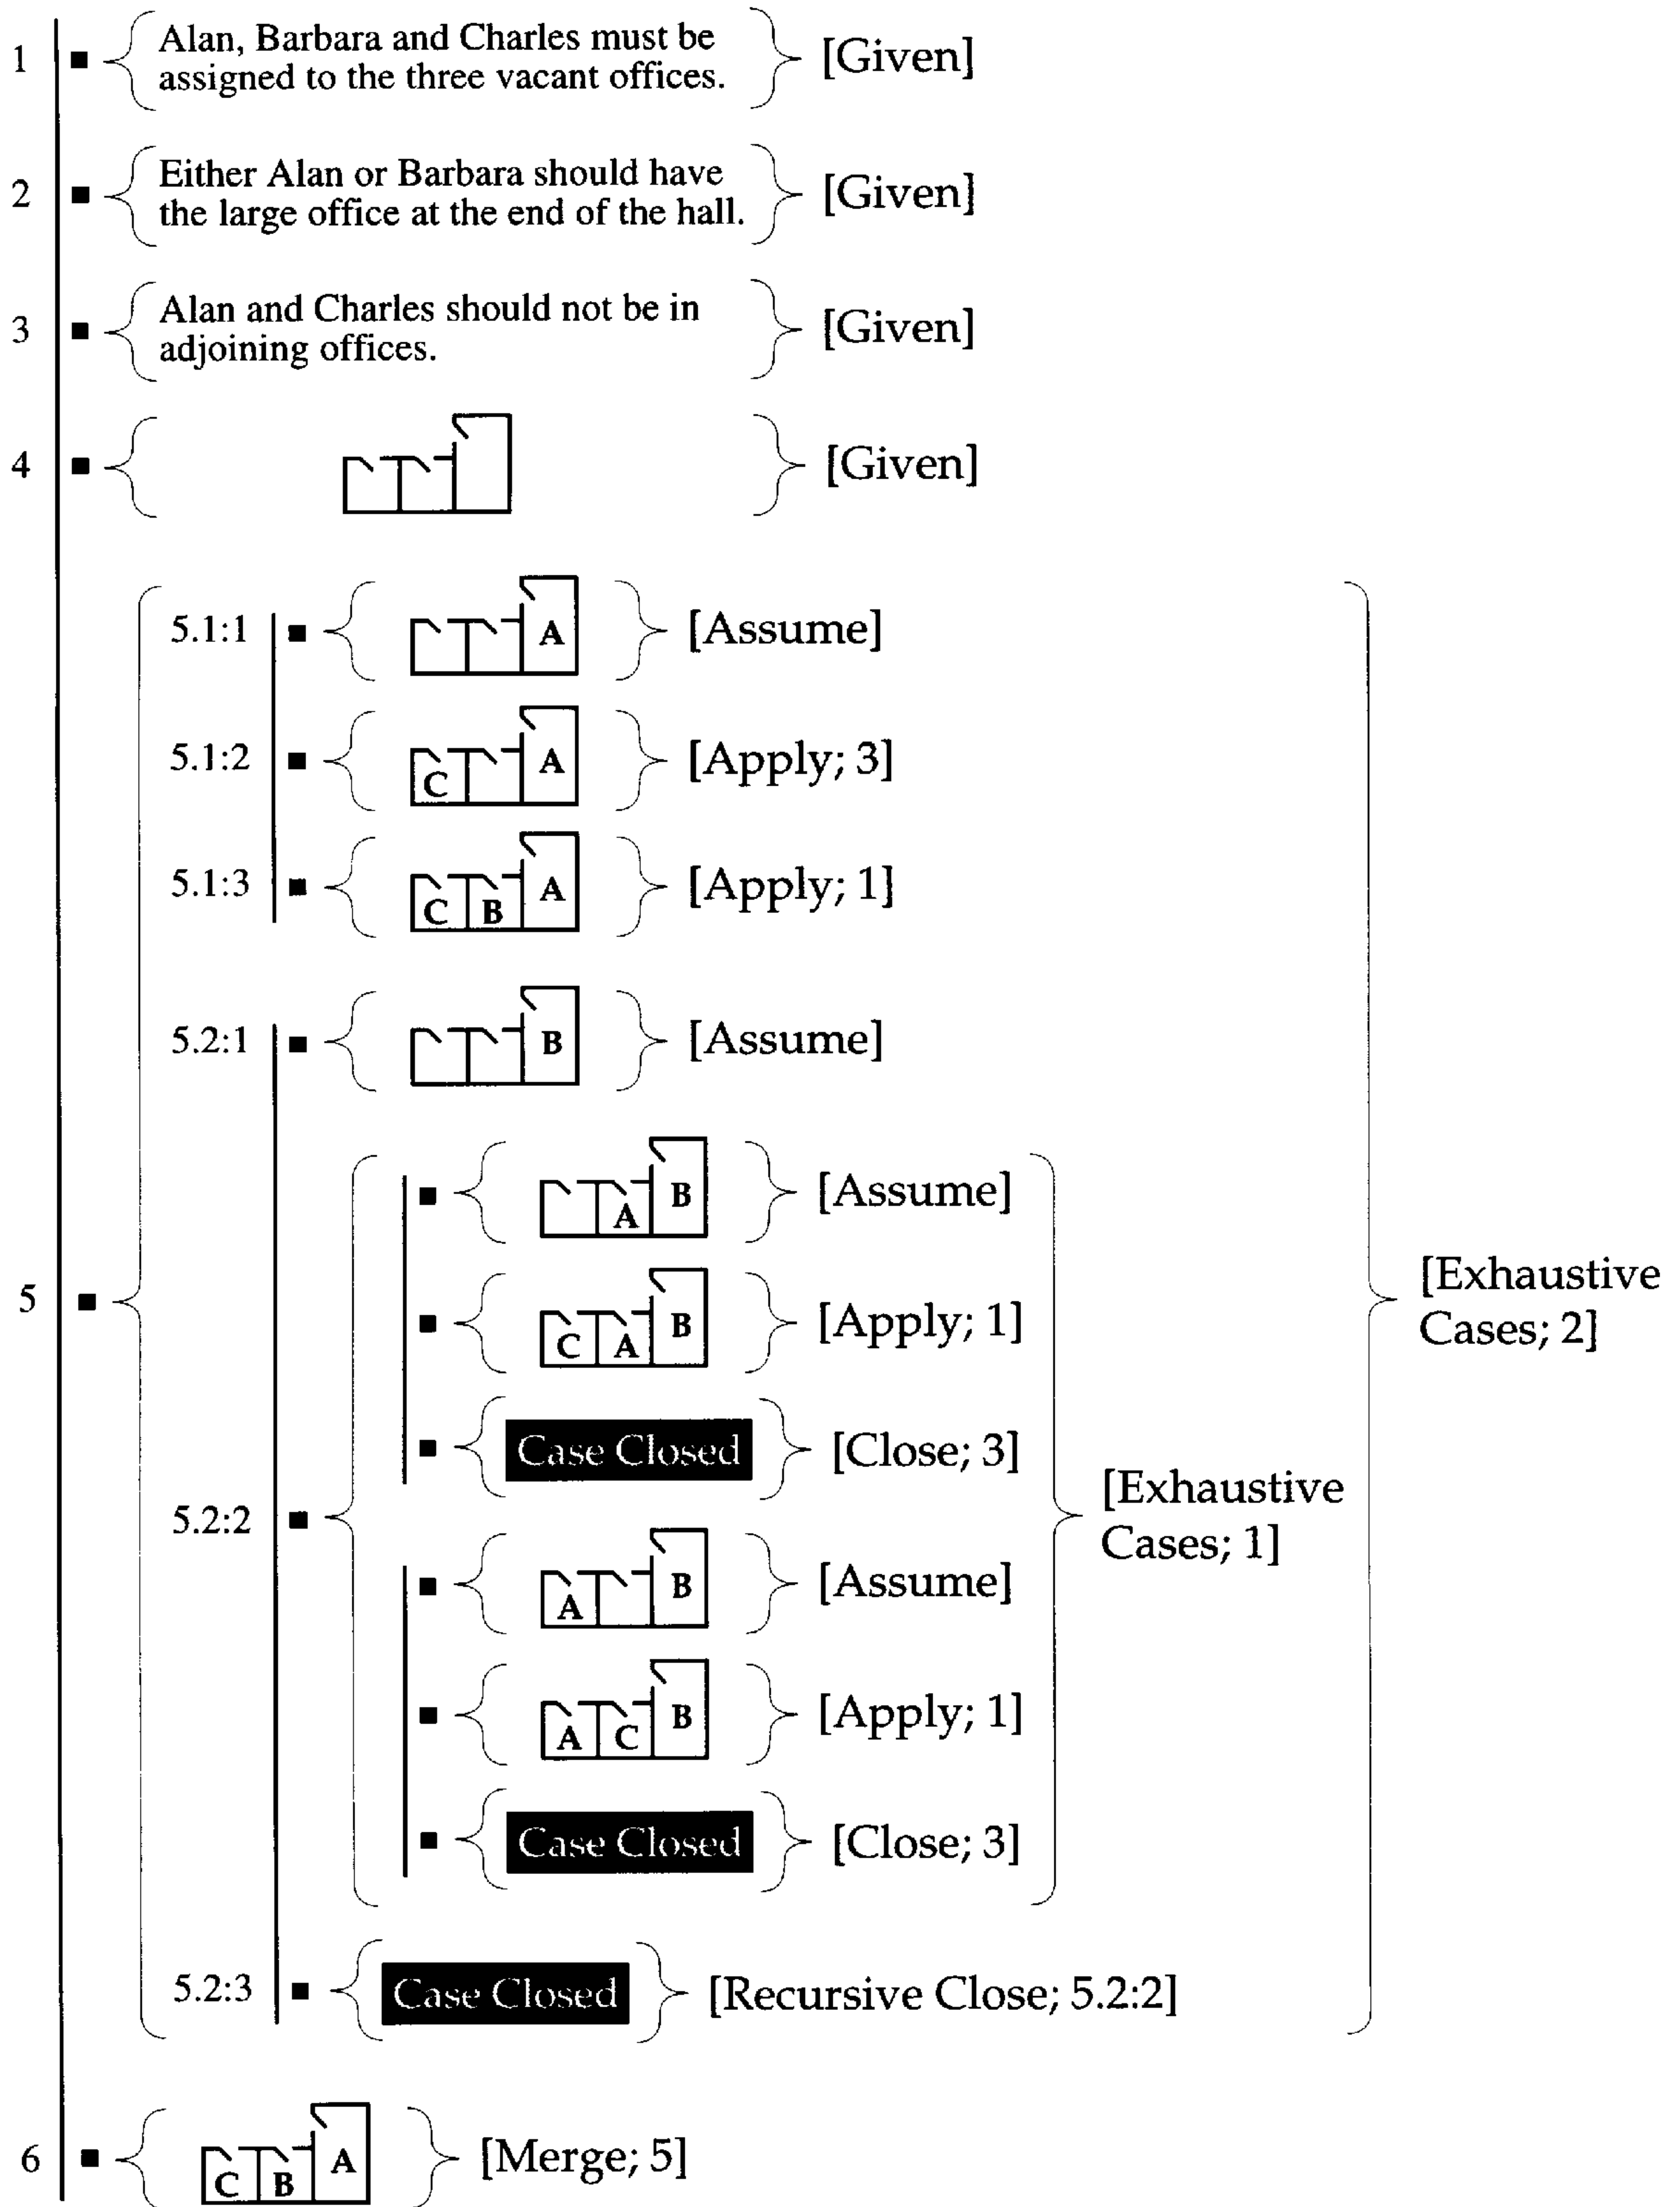 1 Alan, Barbara and Charles must be [Given]
assigned to the three vacant offices.
2 Either Alan or Barbara should have [Given]
the large office at the end of the hall.
3 Alan and Charles should not be in [Given]
adjoining offices.
4 [Given]
5.1:1 A [Assume]
5.1:2 C A [Apply; 3]
5.1:3 C B A [Apply; 1]
5.2:1 B [Assume]
A B [Assume]
5 [Exhaustive
Cases; 2]
C A B [Apply; 1]
Case Closed [Close; 3]
5.2:2 [Exhaustive
Cases; 1]
A B [Assume]
A C B [Apply; 1]
Case Closed [Close; 3]
5.2:3 Case Closed [Recursive Close; 5.2:2]
6 C B A [Merge; 5]